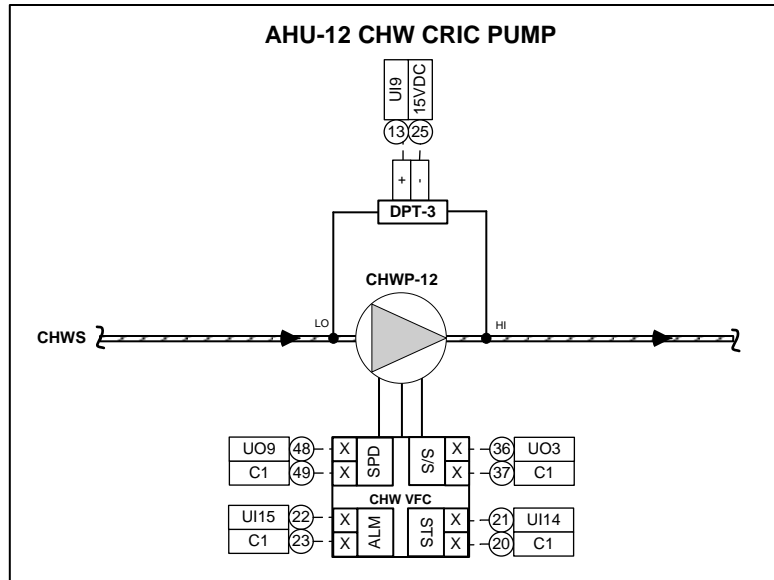 AHU-12 CHW CRIC PUMP
UI9
15VDC
13 25
+ -
DPT-3
CHWP-12
LO
HI
CHWS
UO9 48 X SPD S/S X 36 UO3
C1 49 X X 37 C1
CHW VFC
UI15 22 X ALM STS X 21 UI14
C1 23 X X 20 C1